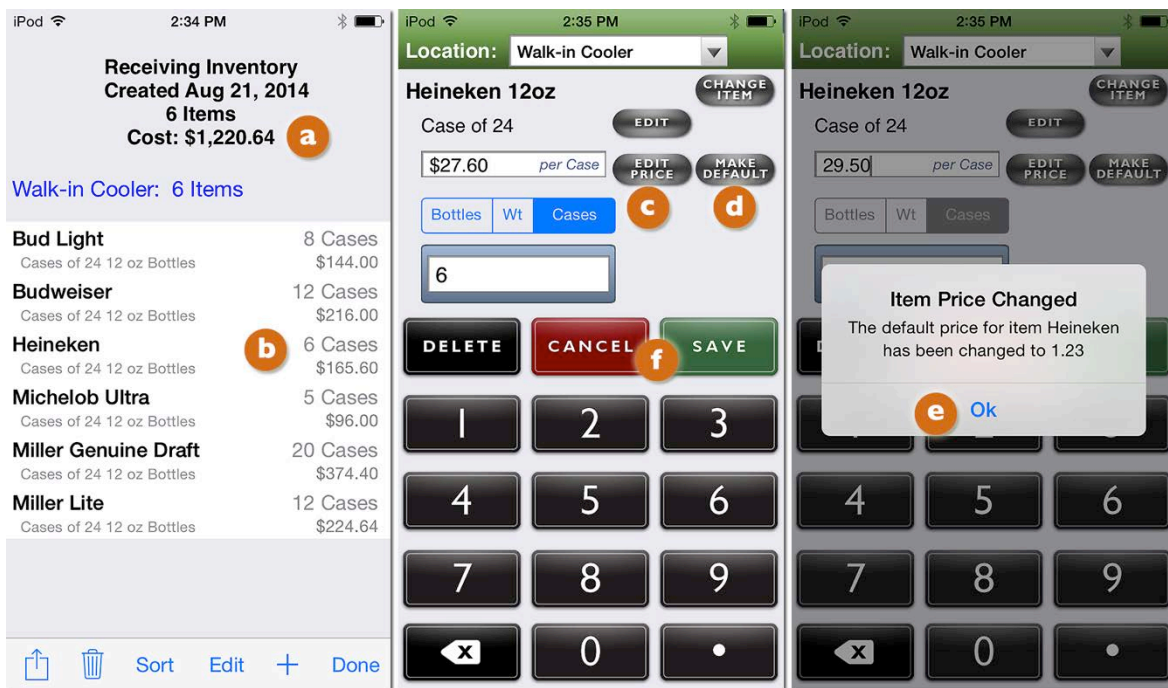 iPod 2:34 PM
Receiving Inventory
Created Aug 21, 2014
6 Items
Cost: $1,220.64 a
Walk-in Cooler: 6 Items
Bud Light 8 Cases
Cases of 24 12 oz Bottles $144.00
Budweiser 12 Cases
Cases of 24 12 oz Bottles $216.00
Heineken b 6 Cases
Cases of 24 12 oz Bottles $165.60
Michelob Ultra 5 Cases
Cases of 24 12 oz Bottles $96.00
Miller Genuine Draft 20 Cases
Cases of 24 12 oz Bottles $374.40
Miller Lite 12 Cases
Cases of 24 12 oz Bottles $224.64
Sort Edit + Done
iPod 2:35 PM
Location: Walk-in Cooler
Heineken 12oz CHANGE ITEM
Case of 24 EDIT
$27.60 per Case EDIT PRICE MAKE DEFAULT
Bottles Wt Cases c d
6
DELETE CANCEL f SAVE
1 2 3
4 5 6
7 8 9
X 0 .
iPod 2:35 PM
Location: Walk-in Cooler
Heineken 12oz CHANGE ITEM
Case of 24 EDIT
29.50 per Case EDIT PRICE MAKE DEFAULT
Bottles Wt Cases
Item Price Changed
The default price for item Heineken
has been changed to 1.23
e Ok
4 5 6
7 8 9
X 0 .